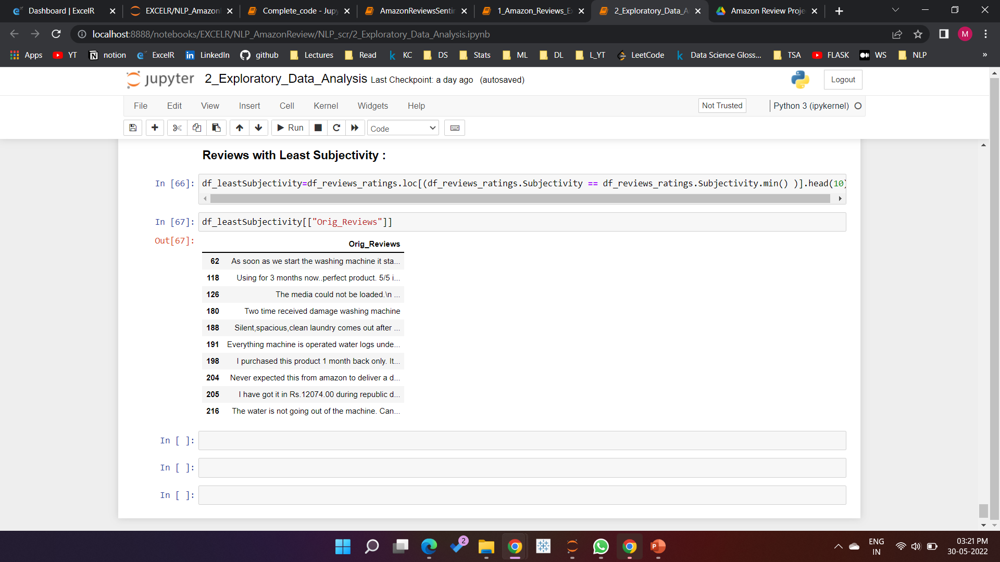 Dashboard | ExcelR
EXCELR/NLP_Amazon
Complete_code - Jup
AmazonReviewsSenti
1_Amazon_Reviews_E
2_Exploratory_Data_A
Amazon Review Proje
localhost:8888/notebooks/EXCELR/NLP_AmazonReview/NLP_scr/2_Exploratory_Data_Analysis.ipynb
M
Apps YT notion ExcelR LinkedIn github Lectures Read KC DS Stats ML DL L_YT LeetCode Data Science Gloss... TSA FLASK WS NLP »
jupyter 2_Exploratory_Data_Analysis Last Checkpoint: a day ago (autosaved)
Logout
File Edit View Insert Cell Kernel Widgets Help
Not Trusted
Python 3 (ipykernel)
Run
Code
Reviews with Least Subjectivity :
In [66]: df_leastSubjectivity=df_reviews_ratings.loc[(df_reviews_ratings.Subjectivity == df_reviews_ratings.Subjectivity.min() )].head(10)
In [67]: df_leastSubjectivity[["Orig_Reviews"]]
Out[67]:
Orig_Reviews
62 As soon as we start the washing machine it sta...
118 Using for 3 months now..perfect product. 5/5 i...
126 The media could not be loaded.\n ...
180 Two time received damage washing machine
188 Silent,spacious,clean laundry comes out after ...
191 Everything machine is operated water logs unde...
198 I purchased this product 1 month back only. It...
204 Never expected this from amazon to deliver a d...
205 I have got it in Rs.12074.00 during republic d...
216 The water is not going out of the machine. Can...
In [ ]:
In [ ]:
In [ ]:
2
ENG
IN
03:21 PM
30-05-2022